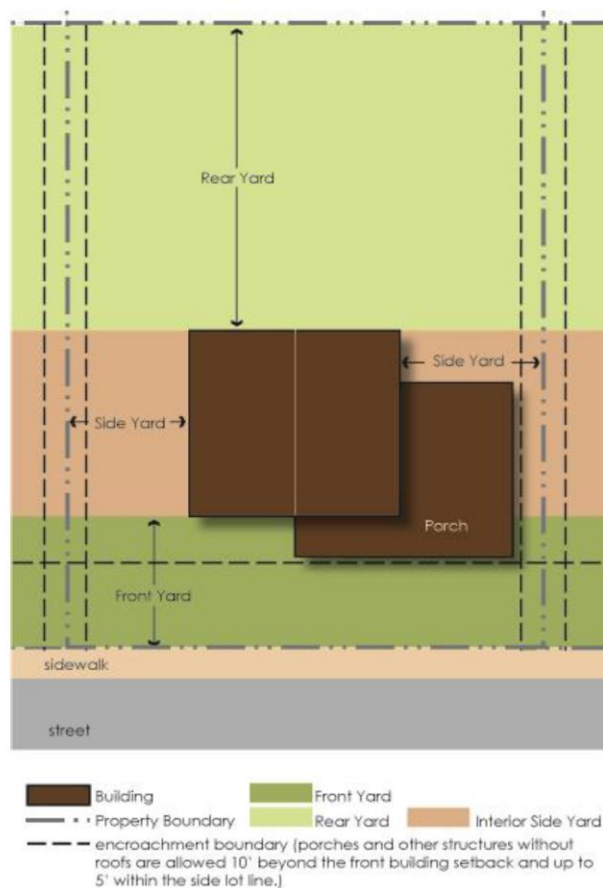 Rear Yard
Side Yard
Side Yard
Porch
Front Yard
sidewalk
street
Building
Front Yard
Property Boundary
Rear Yard
Interior Side Yard
encroachment boundary (porches and other structures without
roofs are allowed 10` beyond the front building setback and up to
5` within the side lot line.)